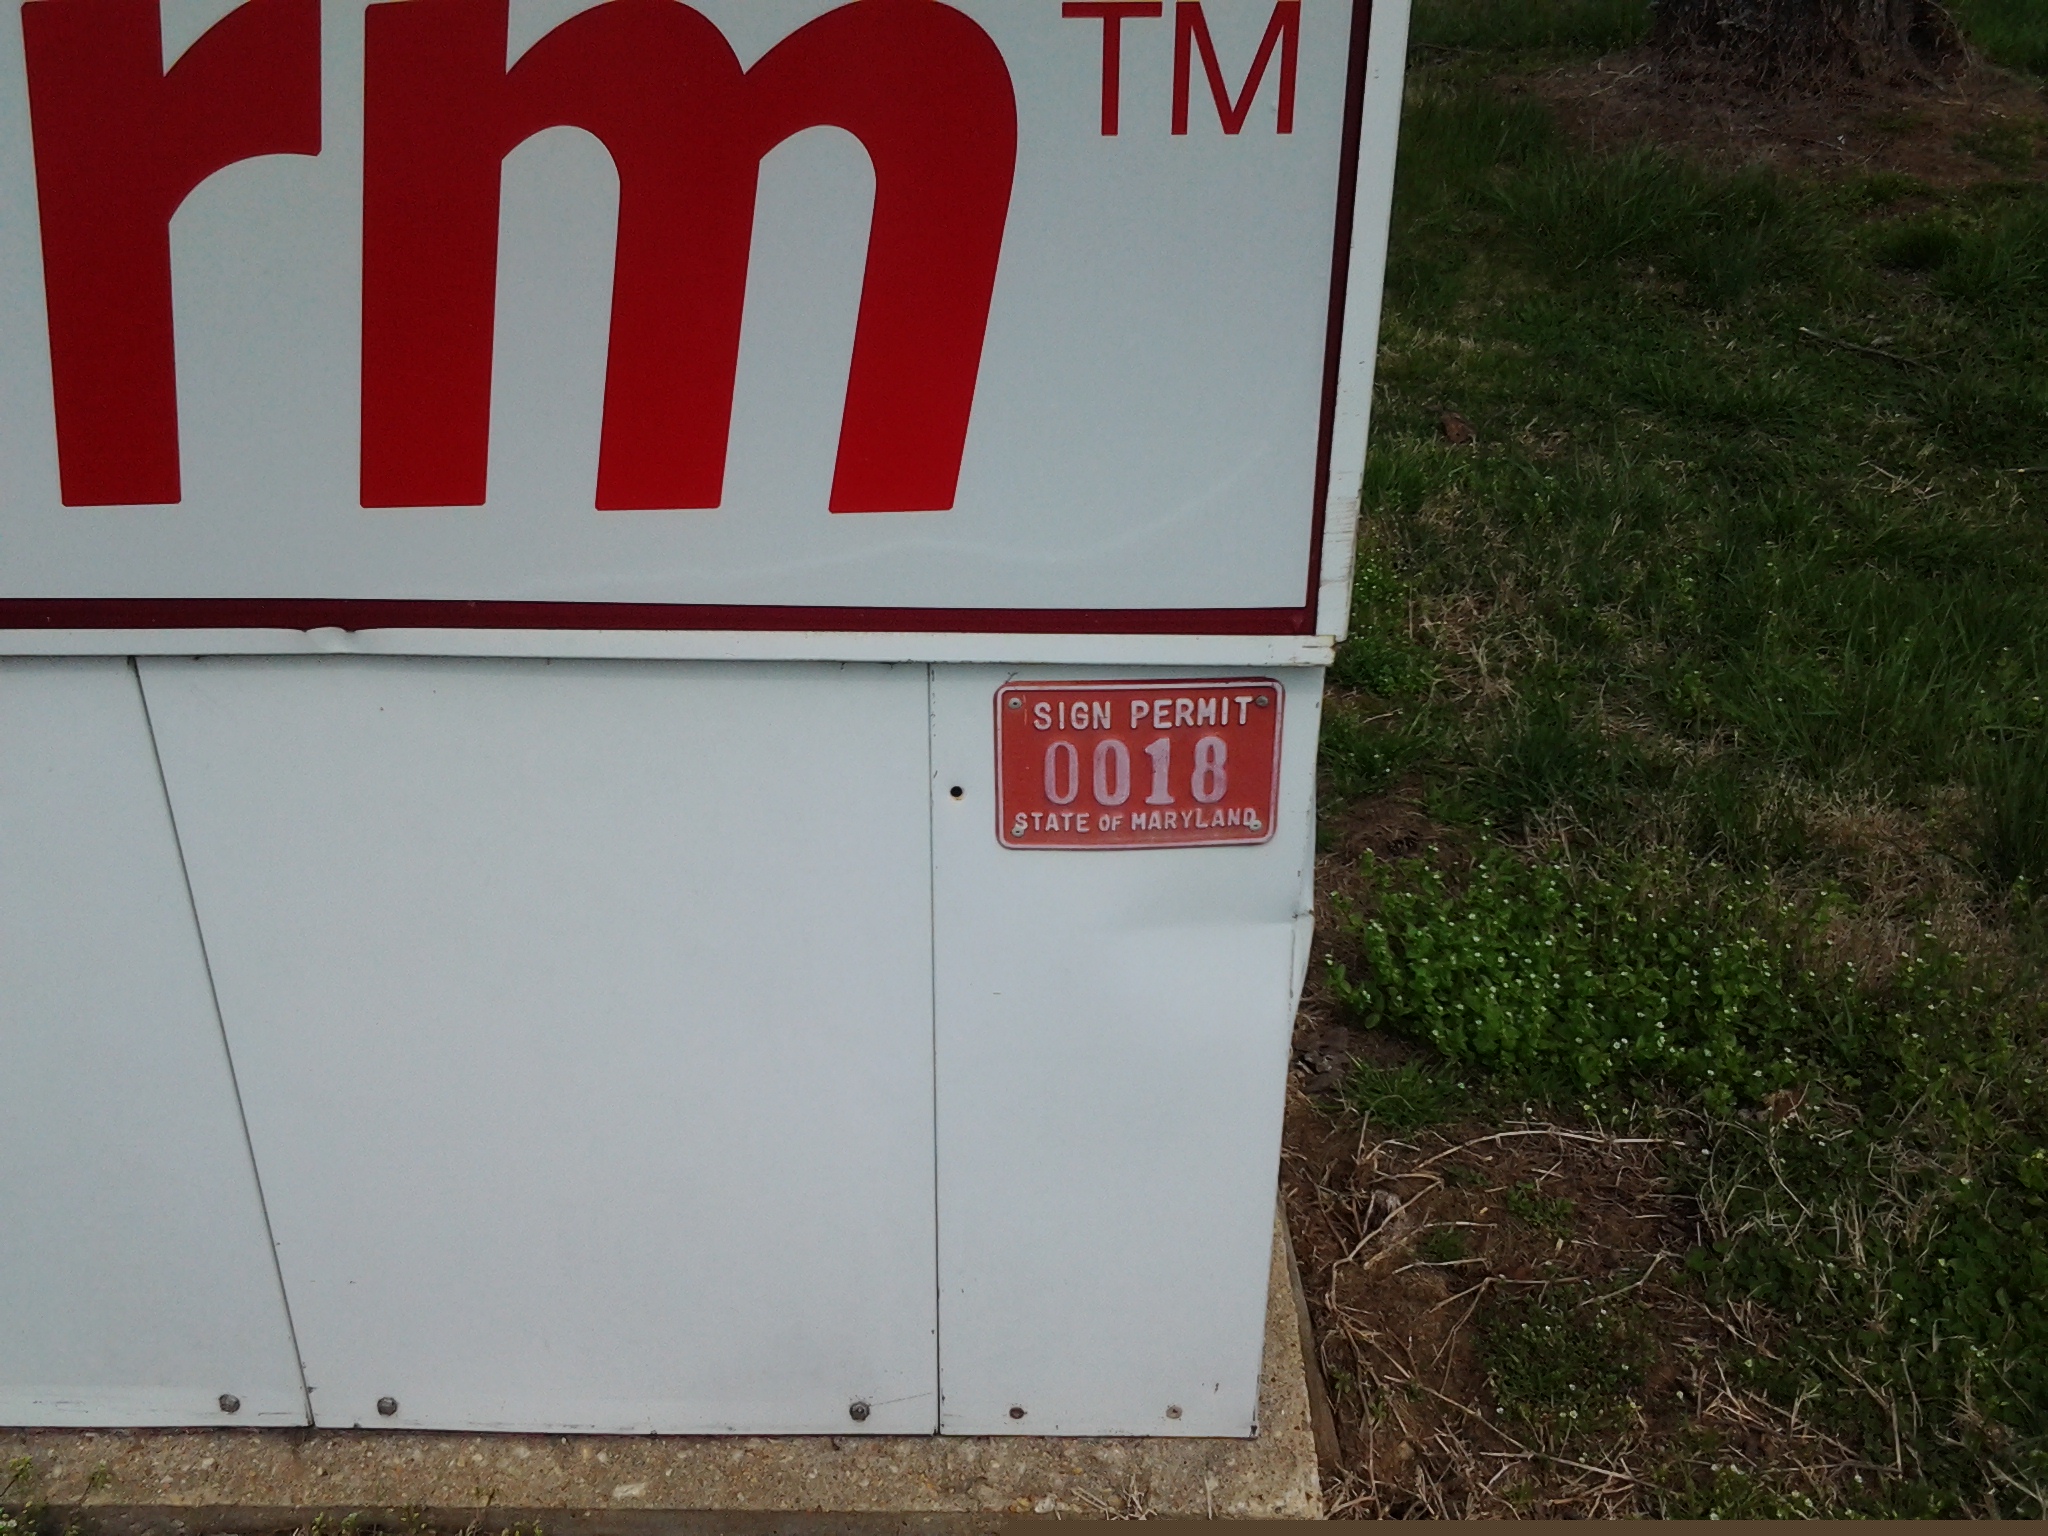 rm TM
SIGN PERMIT
0018
STATE OF MARYLAND